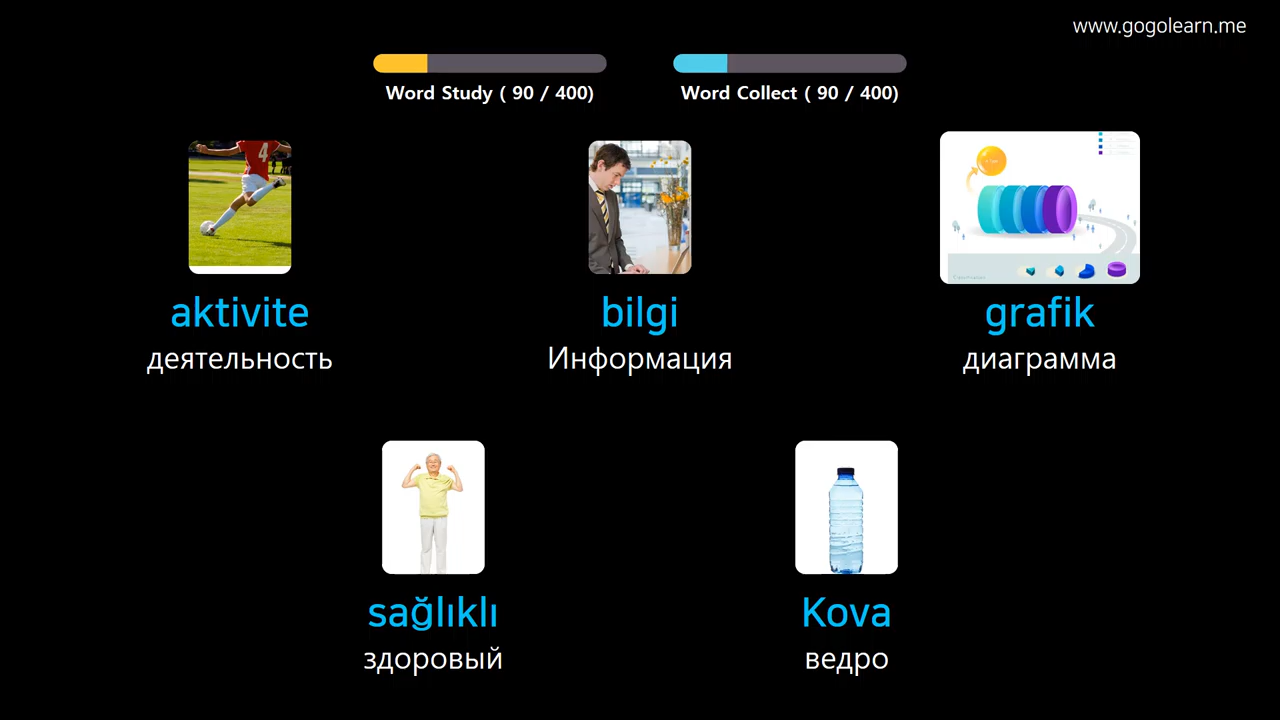 www.gogolearn.me
Word Study ( 90 / 400)
Word Collect ( 90 / 400)
4
aktivite
bilgi
grafik
деятельность
Информация
диаграмма
sağlıklı
Kova
здоровый
ведро